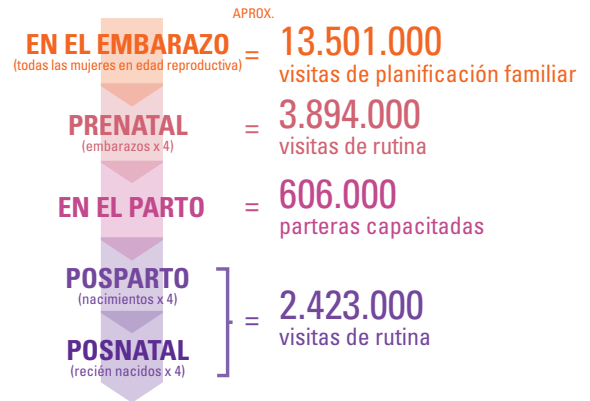 APROX.
EN EL EMBARAZO
(todas las mujeres en edad reproductiva)
= 13.501.000
visitas de planificación familiar
PRENATAL
(embarazos x 4)
= 3.894.000
visitas de rutina
EN EL PARTO
= 606.000
parteras capacitadas
POSPARTO
(nacimientos x 4)
POSNATAL
(recién nacidos x 4)
= 2.423.000
visitas de rutina